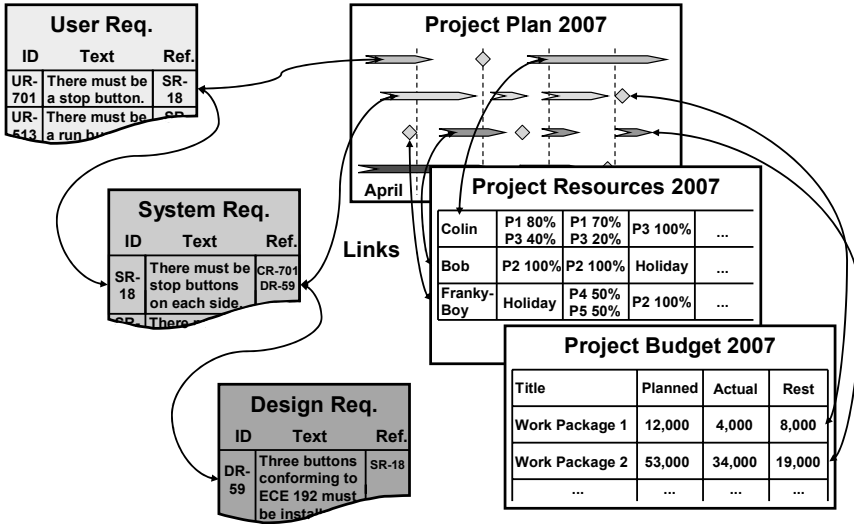 User Req.
ID Text Ref.
UR-701 There must be a stop button. SR-18
UR-513 There must be a run
Project Plan 2007
April
System Req.
ID Text Ref.
SR-18 There must be stop buttons on each side. CR-701 DR-59
There
Links
Design Req.
ID Text Ref.
DR-59 Three buttons conforming to ECE 192 must be SR-18
Project Resources 2007
Colin P1 80% P3 40% P1 70% P3 20% P3 100% ...
Bob P2 100% P2 100% Holiday ...
Franky-Boy Holiday P4 50% P5 50% P2 100% ...
Project Budget 2007
Title Planned Actual Rest
Work Package 1 12,000 4,000 8,000
Work Package 2 53,000 34,000 19,000
... ... ... ...